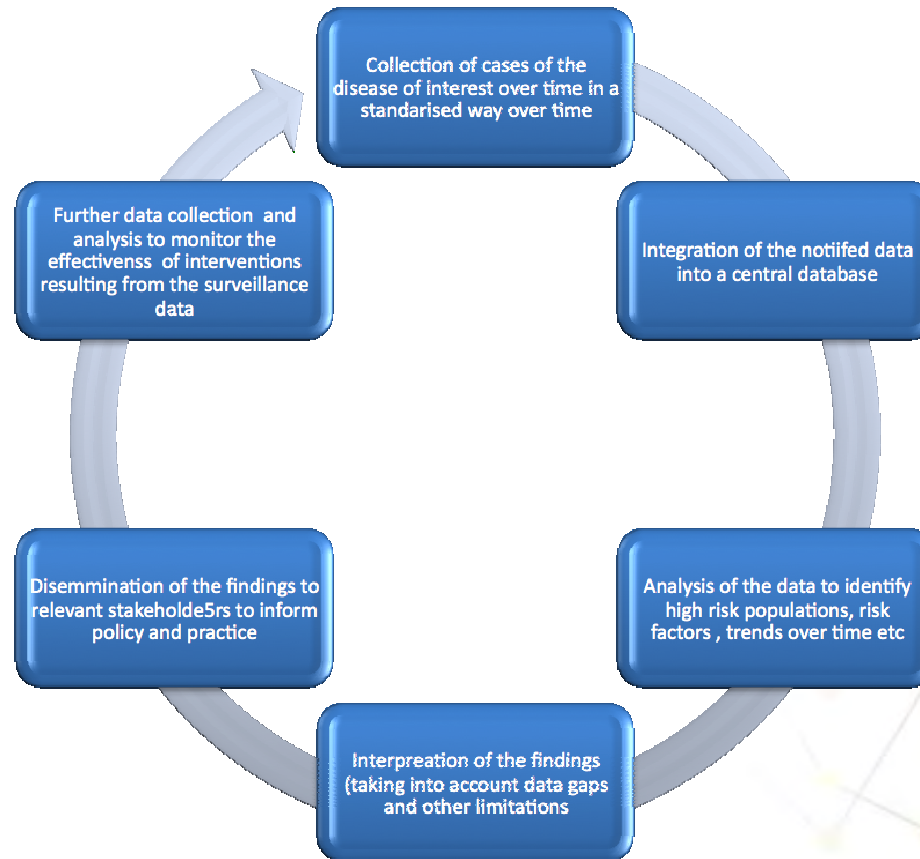 Collection of cases of the
disease of interest over time in a
standarised way over time
Integration of the notiifed data
into a central database
Analysis of the data to identify
high risk populations, risk
factors , trends over time etc
Interpreation of the findings
(taking into account data gaps
and other limitations
Disemmination of the findings to
relevant stakeholde5rs to inform
policy and practice
Further data collection  and
analysis to monitor the
effectivenss  of interventions
resulting from the surveillance
data